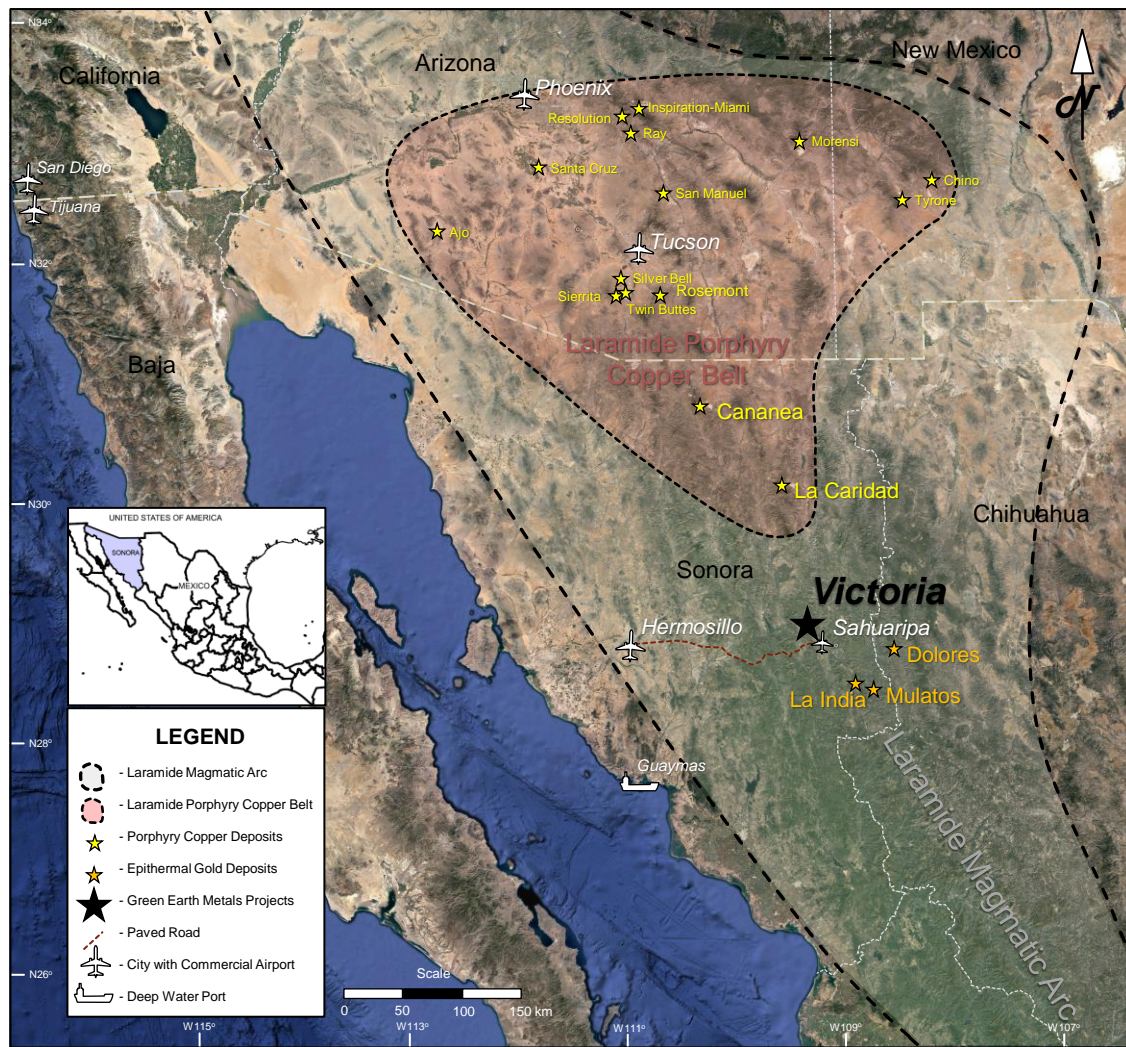 N34°
California
Arizona
New Mexico
N
Phoenix
Inspiration-Miami
Resolution
Ray
Morensi
San Diego
Santa Cruz
Chino
San Manuel
Tyrone
Tijuana
Ajo
Tucson
N32°
Silver Bell
Sierrita
Rosemont
Twin Buttes
Laramide Porphyry
Copper Belt
Baja
Cananea
La Caridad
N30°
Chihuahua
UNITED STATES OF AMERICA
SONORA
MEXICO
Sonora
Victoria
Hermosillo
Sahuaripa
Dolores
La India
Mulatos
Laramide Magmatic Arc
N28°
Guaymas
LEGEND
- Laramide Magmatic Arc
- Laramide Porphyry Copper Belt
- Porphyry Copper Deposits
- Epithermal Gold Deposits
- Green Earth Metals Projects
- Paved Road
- City with Commercial Airport
- Deep Water Port
N26°
Scale
0 50 100 150 km
W115° W113° W111° W109° W107°